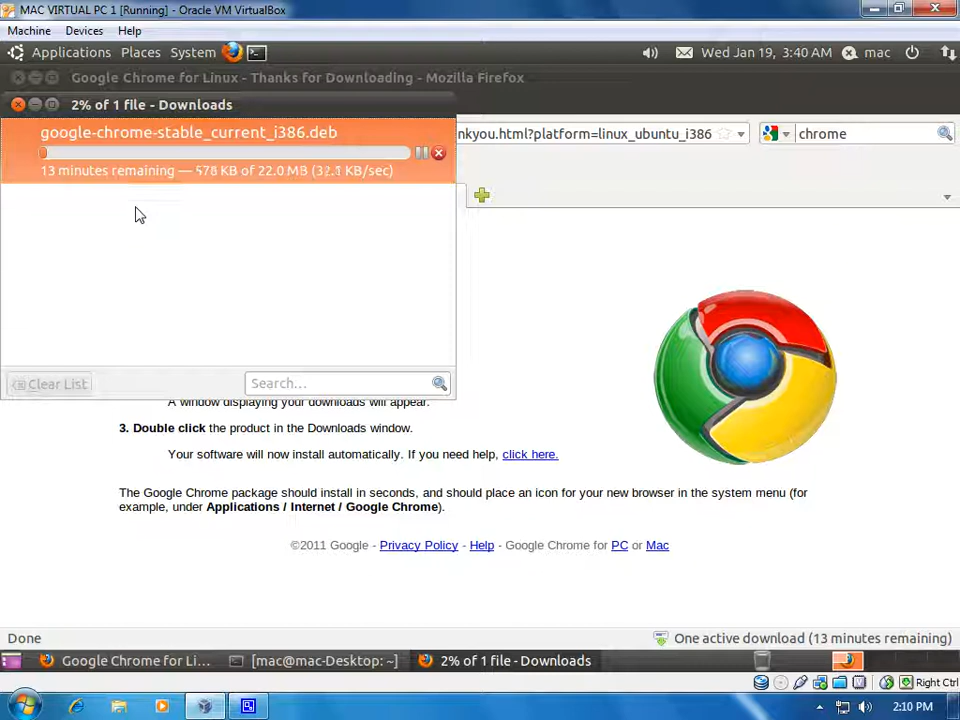 MAC VIRTUAL PC 1 [Running] - Oracle VM VirtualBox
Machine Devices Help
Applications Places System Wed Jan 19, 3:40 AM mac
Google Chrome for Linux - Thanks for Downloading - Mozilla Firefox
2% of 1 file - Downloads
google-chrome-stable_current_i386.deb
nkyou.html?platform=linux_ubuntu_i386 chrome
13 minutes remaining — 578 KB of 22.0 MB (32.1 KB/sec)
Clear List Search...
A window displaying your downloads will appear.
3. Double click the product in the Downloads window.
Your software will now install automatically. If you need help, click here.
The Google Chrome package should install in seconds, and should place an icon for your new browser in the system menu (for
example, under Applications / Internet / Google Chrome).
©2011 Google - Privacy Policy - Help - Google Chrome for PC or Mac
Done One active download (13 minutes remaining)
Google Chrome for Li... [mac@mac-Desktop: ~] 2% of 1 file - Downloads
Right Ctrl
2:10 PM